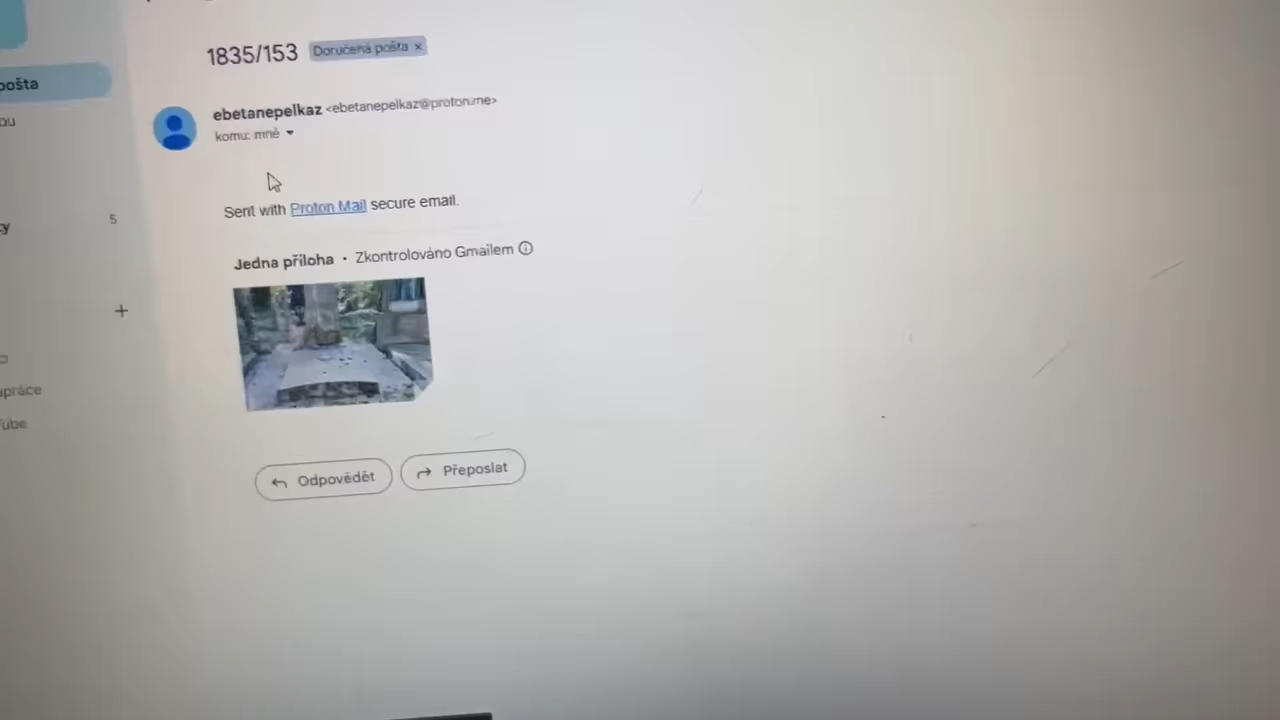 1835/153 Doručená pošta ×
pošta
ebetanepelkaz <ebetanepelkaz@proton.me>
komu: mně
Sent with Proton Mail secure email.
5
Jedna příloha • Zkontrolováno Gmailem
Odpovědět
Přeposlat